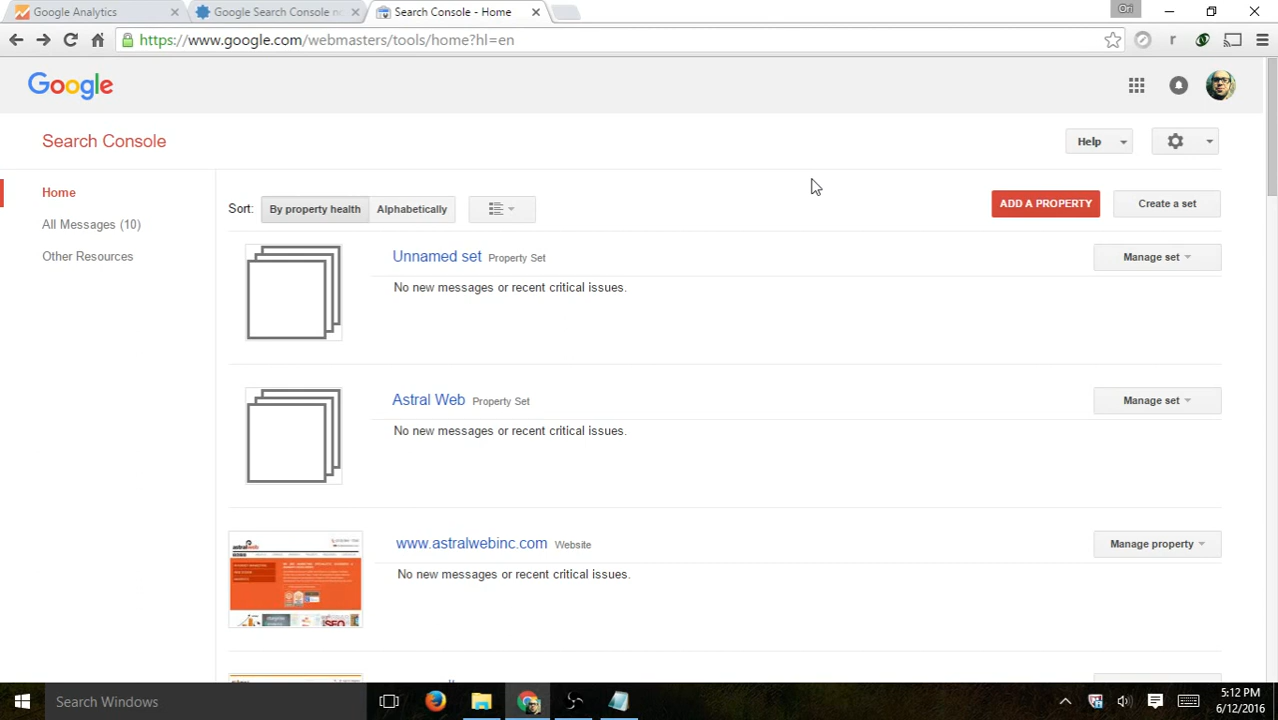 Google Analytics
Google Search Console no
Search Console - Home
Ori
https://www.google.com/webmasters/tools/home?hl=en
Google
Search Console
Help
Home
All Messages (10)
Other Resources
Sort: By property health Alphabetically
ADD A PROPERTY Create a set
Unnamed set Property Set
Manage set
No new messages or recent critical issues.
Astral Web Property Set
Manage set
No new messages or recent critical issues.
www.astralwebinc.com Website
Manage property
No new messages or recent critical issues.
astralweb
SEO
Search Windows
5:12 PM
6/12/2016